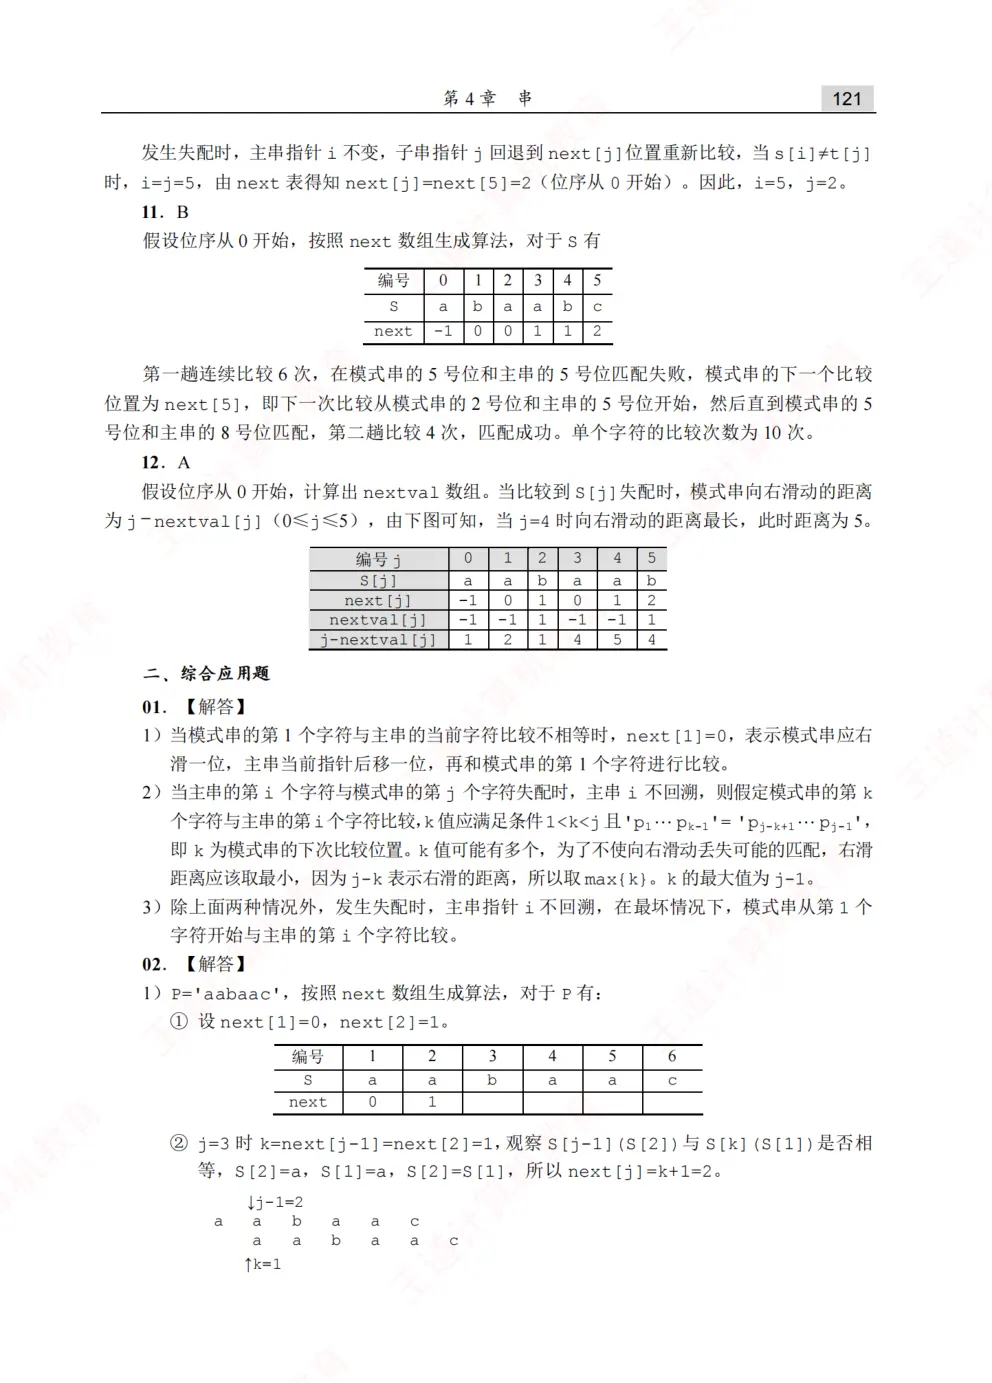 第 4 章 串 121
发生失配时，主串指针 i 不变，子串指针 j 回退到 next[j]位置重新比较，当 s[i]≠t[j]
时，i=j=5，由 next 表得知 next[j]=next[5]=2（位序从 0 开始）。因此，i=5，j=2。
11．B
假设位序从 0 开始，按照 next 数组生成算法，对于 S 有
编号 0 1 2 3 4 5
S a b a a b c
next -1 0 0 1 1 2
第一趟连续比较 6 次，在模式串的 5 号位和主串的 5 号位匹配失败，模式串的下一个比较
位置为 next[5]，即下一次比较从模式串的 2 号位和主串的 5 号位开始，然后直到模式串的 5
号位和主串的 8 号位匹配，第二趟比较 4 次，匹配成功。单个字符的比较次数为 10 次。
12．A
假设位序从 0 开始，计算出 nextval 数组。当比较到 S[j]失配时，模式串向右滑动的距离
为 j－nextval[j]（0≤j≤5），由下图可知，当 j=4 时向右滑动的距离最长，此时距离为 5。
编号 j 0 1 2 3 4 5
S[j] a a b a a b
next[j] -1 0 1 0 1 2
nextval[j] -1 -1 1 -1 -1 1
j-nextval[j] 1 2 1 4 5 4
二、综合应用题
01．【解答】
1）当模式串的第 1 个字符与主串的当前字符比较不相等时，next[1]=0，表示模式串应右
滑一位，主串当前指针后移一位，再和模式串的第 1 个字符进行比较。
2）当主串的第 i 个字符与模式串的第 j 个字符失配时，主串 i 不回溯，则假定模式串的第 k
个字符与主串的第 i 个字符比较，k 值应满足条件 1<k<j 且 'p1⋯pk-1'= 'pj-k+1⋯pj-1'，
即 k 为模式串的下次比较位置。k 值可能有多个，为了不使向右滑动丢失可能的匹配，右滑
距离应该取最小，因为 j-k 表示右滑的距离，所以取 max{k}。k 的最大值为 j-1。
3）除上面两种情况外，发生失配时，主串指针 i 不回溯，在最坏情况下，模式串从第 1 个
字符开始与主串的第 i 个字符比较。
02．【解答】
1）P='aabaac'，按照 next 数组生成算法，对于 P 有：
① 设 next[1]=0，next[2]=1。
编号 1 2 3 4 5 6
S a a b a a c
next 0 1
② j=3 时 k=next[j-1]=next[2]=1，观察 S[j-1](S[2])与 S[k](S[1])是否相
等，S[2]=a，S[1]=a，S[2]=S[1]，所以 next[j]=k+1=2。
↓j-1=2
a a b a a c
a a b a a c
↑k=1